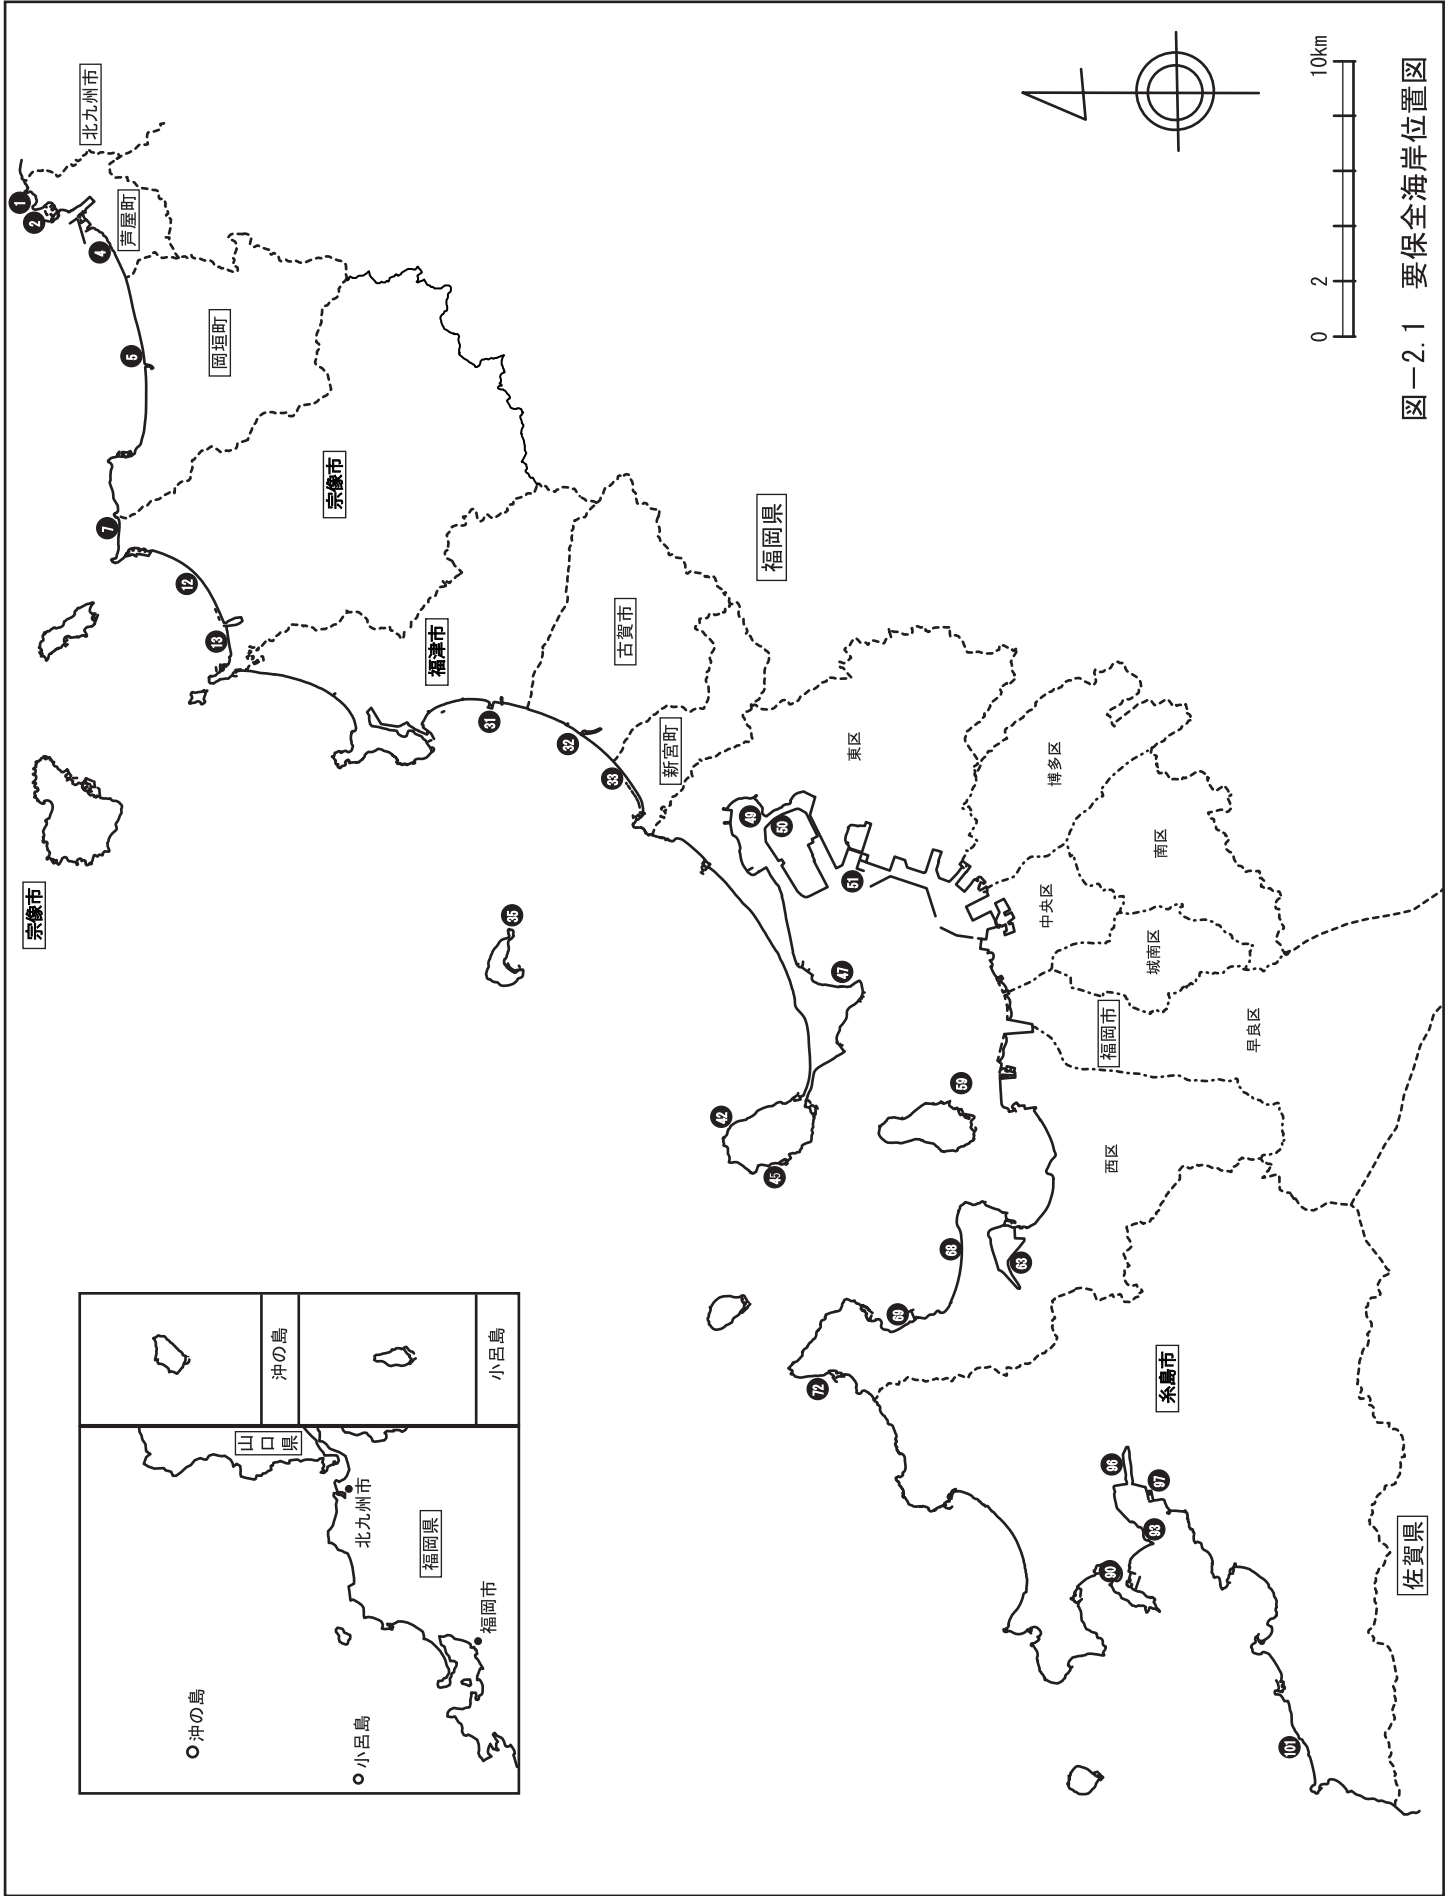 図－2.1　要保全海岸位置図
0 2 10km
北九州市
芦屋町
岡垣町
宗像市
福津市
古賀市
新宮町
福岡県
宗像市
東区
博多区
南区
中央区
城南区
早良区
福岡市
西区
糸島市
佐賀県
1
2
4
5
7
12
13
31
32
33
35
42
45
47
49
50
51
59
63
68
69
72
90
93
96
97
101
山口県
北九州市
福岡県
福岡市
沖の島
小呂島
沖の島
小呂島